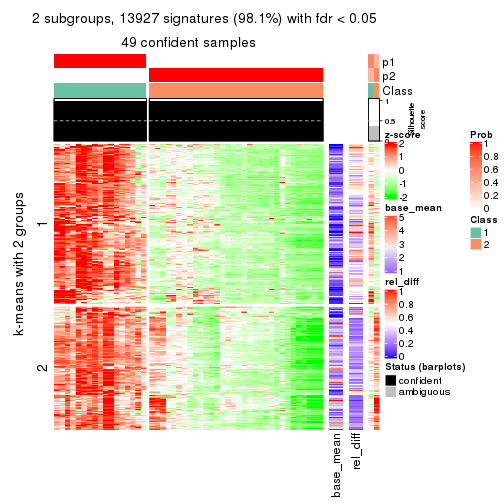 2 subgroups, 13927 signatures (98.1%) with fdr < 0.05
49 confident samples
p1
p2
Class
1
0.5
0
Silhouette
score
k-means with 2 groups
1
2
z-score
2
1
0
-1
-2
base_mean
5
4
3
2
1
rel_diff
1
0.8
0.6
0.4
0.2
0
Status (barplots)
confident
ambiguous
Prob
1
0.8
0.6
0.4
0.2
0
Class
1
2
base_mean
rel_diff